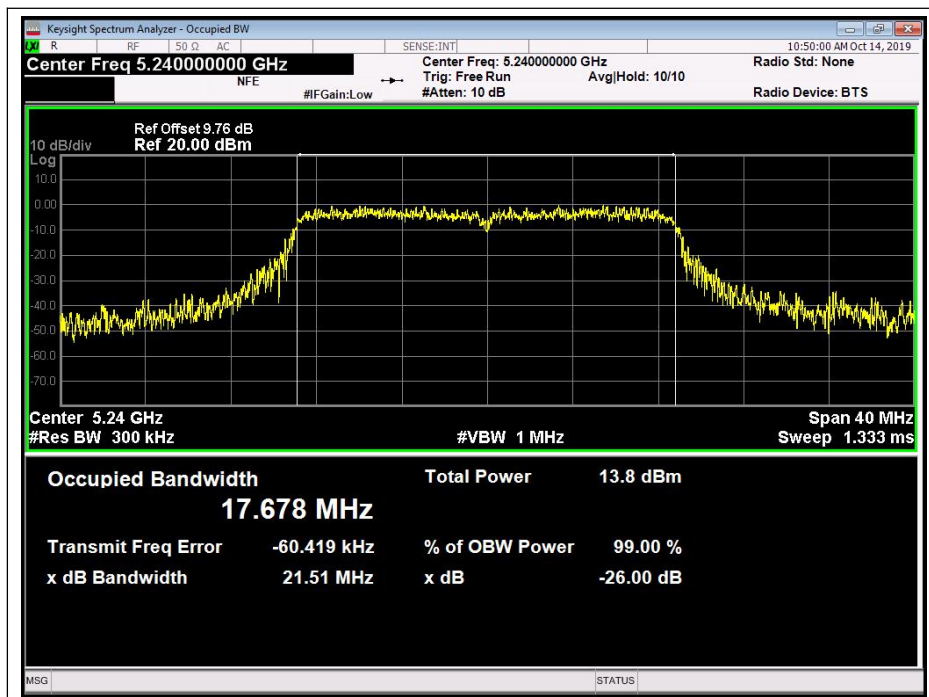 Keysight Spectrum Analyzer - Occupied BW
LXI R RF 50 Ω AC SENSE:INT 10:50:00 AM Oct 14, 2019
Center Freq 5.240000000 GHz
NFE
#IFGain:Low
Center Freq: 5.240000000 GHz
Trig: Free Run Avg|Hold: 10/10
#Atten: 10 dB
Radio Std: None
Radio Device: BTS
Ref Offset 9.76 dB
10 dB/div Ref 20.00 dBm
Log
10.0
0.00
-10.0
-20.0
-30.0
-40.0
-50.0
-60.0
-70.0
Center 5.24 GHz Span 40 MHz
#Res BW 300 kHz #VBW 1 MHz Sweep 1.333 ms
Occupied Bandwidth Total Power 13.8 dBm
17.678 MHz
Transmit Freq Error -60.419 kHz % of OBW Power 99.00 %
x dB Bandwidth 21.51 MHz x dB -26.00 dB
MSG STATUS